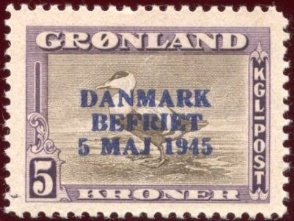 GRØNLAND
KGL-POST
DANMARK
BEFRIET
5 MAJ 1945
5
KRONER